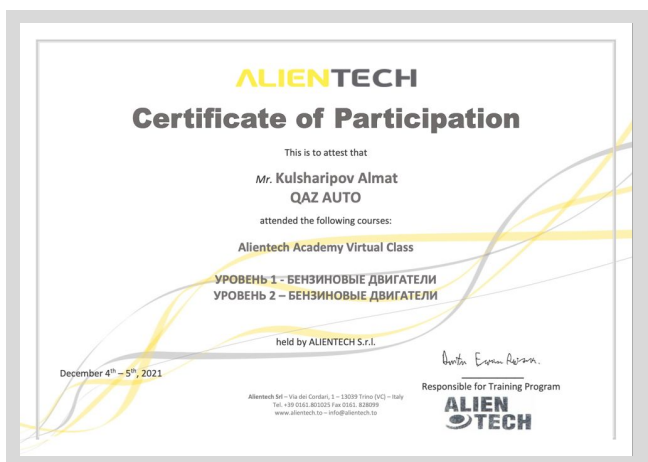 ALIENTECH
Certificate of Participation
This is to attest that
Mr. Kulsharipov Almat
QAZ AUTO
attended the following courses:
Alientech Academy Virtual Class
УРОВЕНЬ 1 - БЕНЗИНОВЫЕ ДВИГАТЕЛИ
УРОВЕНЬ 2 – БЕНЗИНОВЫЕ ДВИГАТЕЛИ
held by ALIENTECH S.r.l.
December 4th – 5th, 2021
Responsible for Training Program
Alientech Srl – Via dei Cordari, 1 – 13039 Trino (VC) – Italy
Tel. +39 0161.801025 Fax 0161. 828099
www.alientech.to – info@alientech.to
ALIEN
TECH